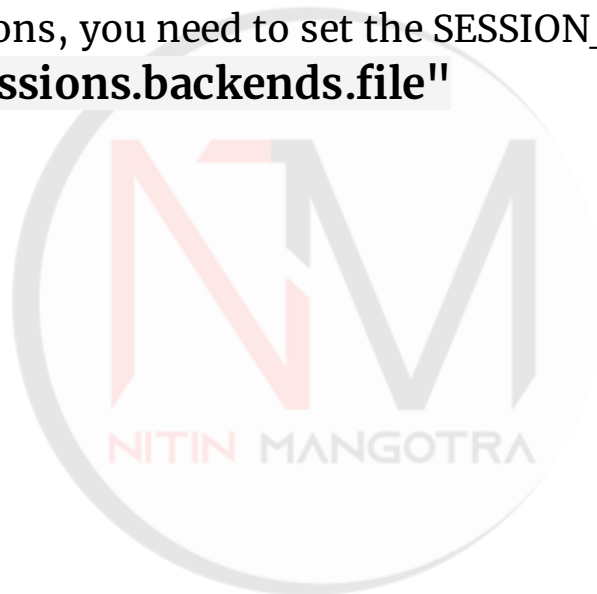 ons, you need to set the SESSION_
ssions.backends.file"
NITIN MANGOTRA